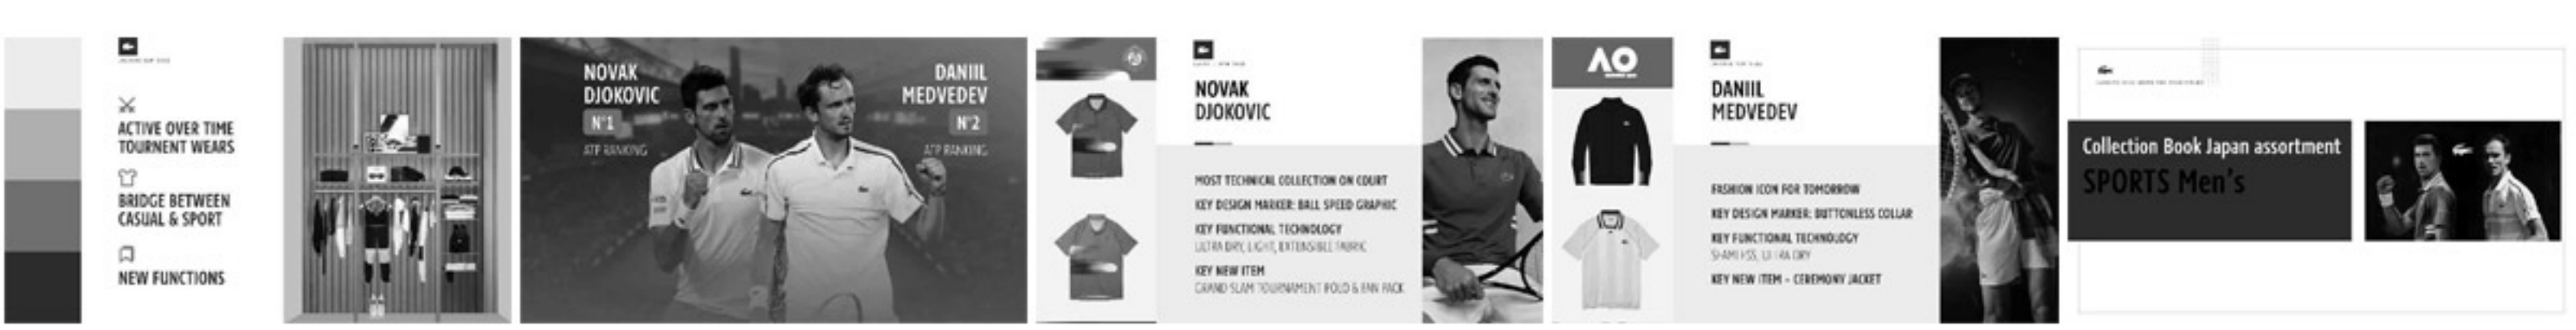 ACTIVE OVER TIME
TOURNENT WEARS
BRIDGE BETWEEN
CASUAL & SPORT
NEW FUNCTIONS
NOVAK
DJOKOVIC
N°1
ATP RANKING
DANIIL
MEDVEDEV
N°2
ATP RANKING
NOVAK
DJOKOVIC
MOST TECHNICAL COLLECTION ON COURT
KEY DESIGN MARKER: BALL SPEED GRAPHIC
KEY FUNCTIONAL TECHNOLOGY
ULTRA DRY, LIGHT, EXTENSIBLE FABRIC
KEY NEW ITEM
GRAND SLAM TOURNAMENT POLO & FAN PACK
AO
DANIIL
MEDVEDEV
FASHION ICON FOR TOMORROW
KEY DESIGN MARKER: BUTTONLESS COLLAR
KEY FUNCTIONAL TECHNOLOGY
SEAMLESS, ULTRA DRY
KEY NEW ITEM – CEREMONY JACKET
Collection Book Japan assortment
SPORTS Men's